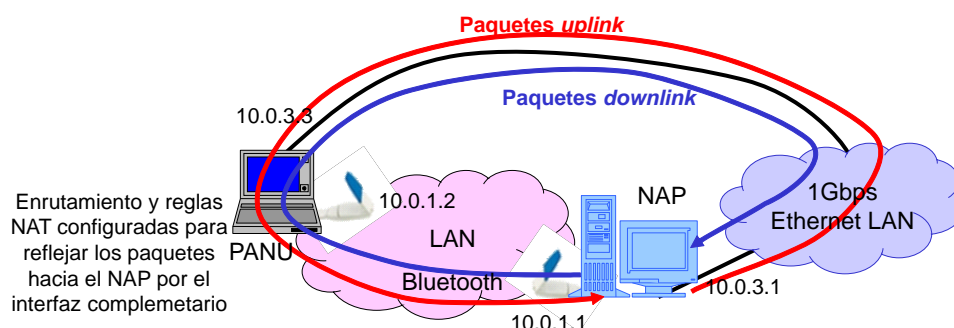 Paquetes uplink
Paquetes downlink
10.0.3.3
Enrutamiento y reglas
NAT configuradas para
reflejar los paquetes
hacia el NAP por el
interfaz complemetario
PANU
10.0.1.2
LAN
Bluetooth
NAP
1Gbps
Ethernet LAN
10.0.3.1
10.0.1.1